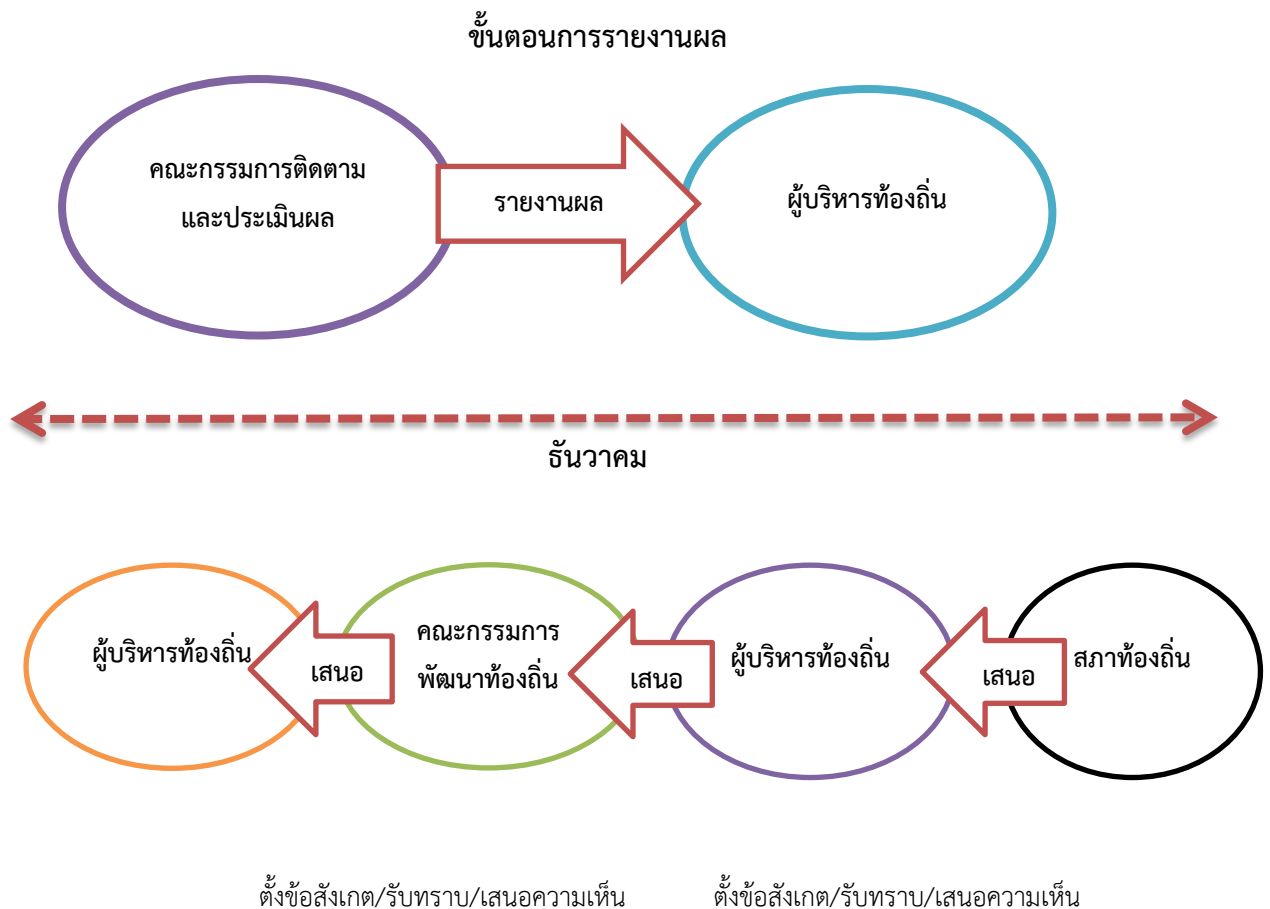 ขั้นตอนการรายงานผล
คณะกรรมการติดตาม
และประเมินผล
รายงานผล
ผู้บริหารท้องถิ่น
ธันวาคม
ผู้บริหารท้องถิ่น
เสนอ
คณะกรรมการ
พัฒนาท้องถิ่น
เสนอ
ผู้บริหารท้องถิ่น
เสนอ
สภาท้องถิ่น
ตั้งข้อสังเกต/รับทราบ/เสนอความเห็น
ตั้งข้อสังเกต/รับทราบ/เสนอความเห็น